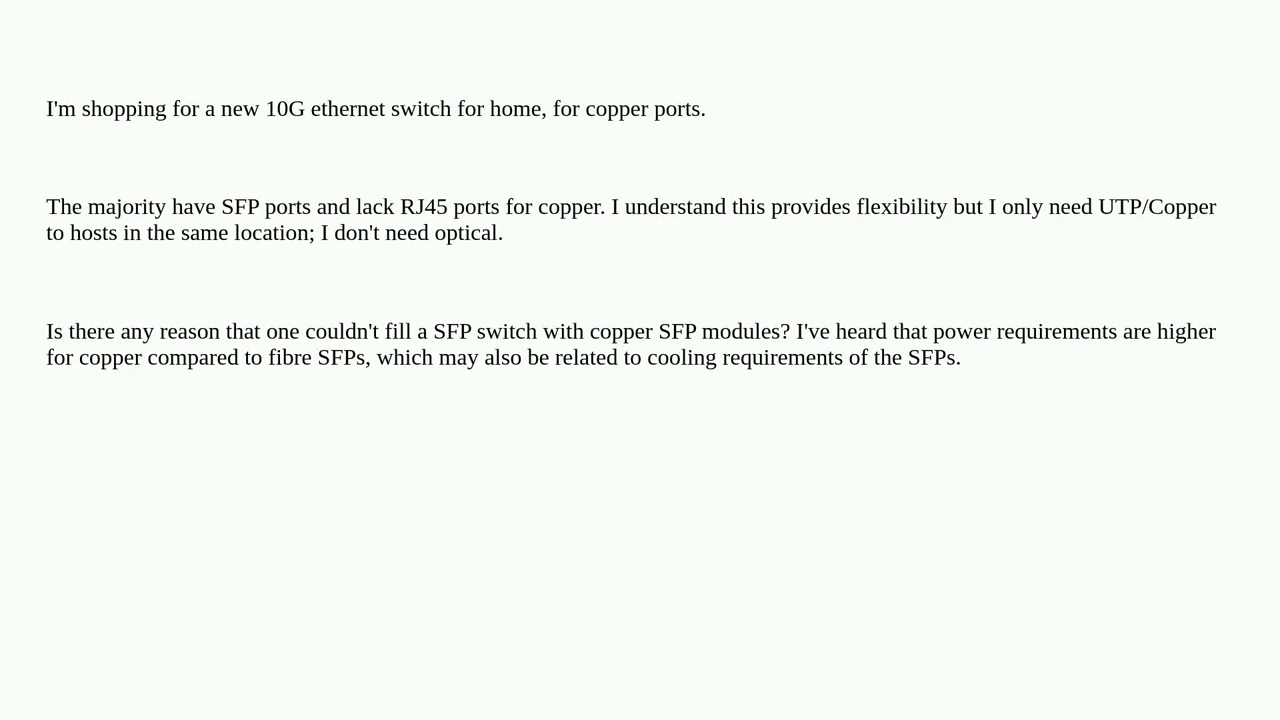 I'm shopping for a new 10G ethernet switch for home, for copper ports.
The majority have SFP ports and lack RJ45 ports for copper. I understand this provides flexibility but I only need UTP/Copper
to hosts in the same location; I don't need optical.
Is there any reason that one couldn't fill a SFP switch with copper SFP modules? I've heard that power requirements are higher
for copper compared to fibre SFPs, which may also be related to cooling requirements of the SFPs.